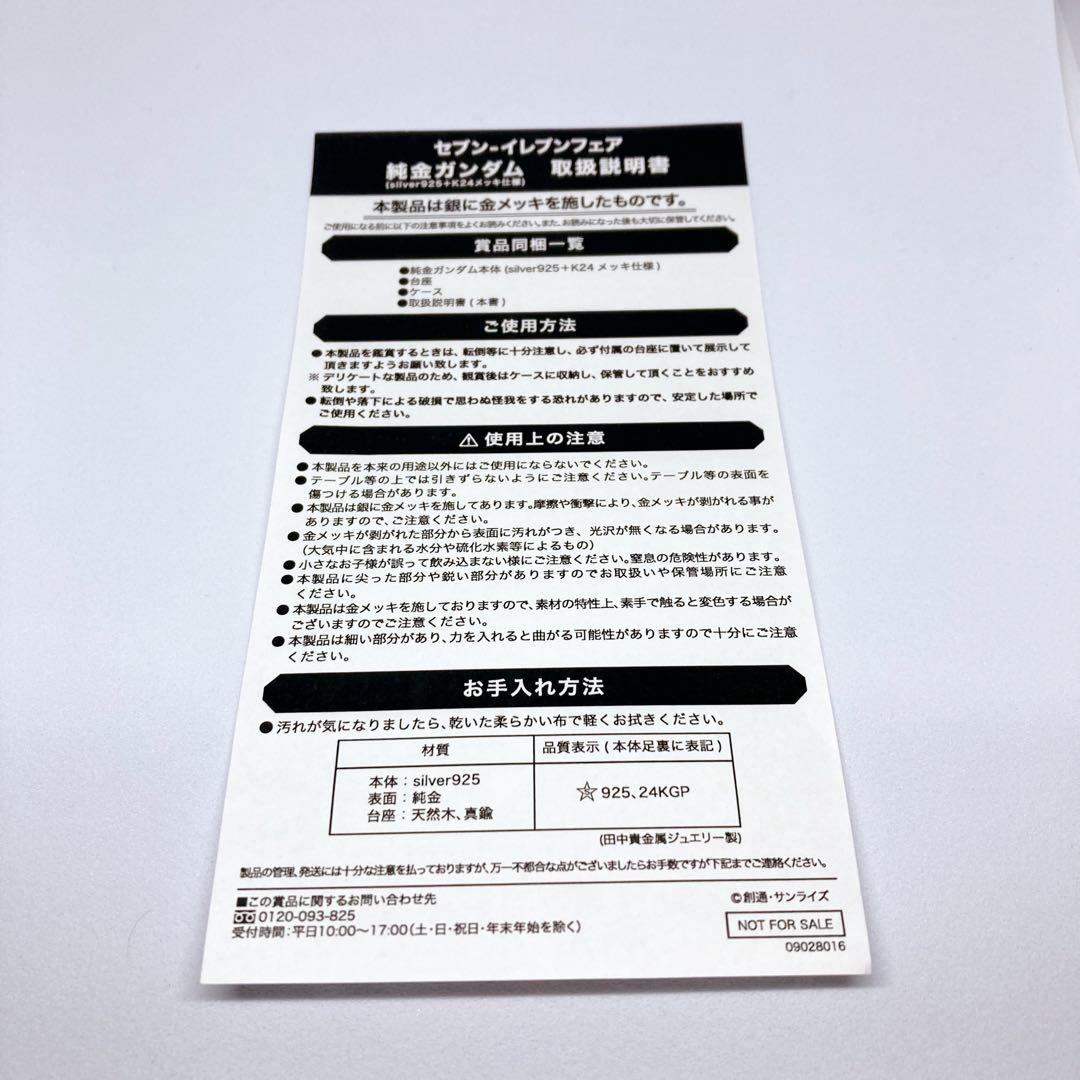 セブン-イレブンフェア
純金ガンダム 取扱説明書
(silver925+K24メッキ仕様)
本製品は銀に金メッキを施したものです。
ご使用になる前に以下の注意事項をよくお読みください。また、お読みになった後も大切に保管してください。
賞品同梱一覧
●純金ガンダム本体(silver925+K24メッキ仕様)
●台座
●ケース
●取扱説明書(本書)
ご使用方法
●本製品を鑑賞するときは、転倒等に十分注意し、必ず付属の台座に置いて展示して
頂きますようお願い致します。
※デリケートな製品のため、観賞後はケースに収納し、保管して頂くことをおすすめ
致します。
●転倒や落下による破損で思わぬ怪我をする恐れがありますので、安定した場所で
ご使用ください。
⚠使用上の注意
●本製品を本来の用途以外にはご使用にならないでください。
●テーブル等の上では引きずらないようにご注意ください。テーブル等の表面を
傷つける場合があります。
●本製品は銀に金メッキを施してあります。摩擦や衝撃により、金メッキが剥がれる事が
ありますので、ご注意ください。
●金メッキが剥がれた部分から表面に汚れがつき、光沢が無くなる場合があります。
(大気中に含まれる水分や硫化水素等によるもの)
●小さなお子様が誤って飲み込まない様にご注意ください。窒息の危険性があります。
●本製品に尖った部分や鋭い部分がありますのでお取扱いや保管場所にご注意
ください。
●本製品は金メッキを施しておりますので、素材の特性上、素手で触ると変色する場合が
ございますのでご注意ください。
●本製品は細い部分があり、力を入れると曲がる可能性がありますので十分にご注意
ください。
お手入れ方法
●汚れが気になりましたら、乾いた柔らかい布で軽くお拭きください。
材質 品質表示(本体足裏に表記)
本体:silver925
表面:純金
台座:天然木、真鍮
925、24KGP
(田中貴金属ジュエリー製)
製品の管理、発送には十分な注意を払っておりますが、万一不都合な点がございましたらお手数ですが下記までご連絡ください。
■この賞品に関するお問い合わせ先
0120-093-825
受付時間:平日10:00〜17:00(土・日・祝日・年末年始を除く)
©創通・サンライズ
NOT FOR SALE
09028016